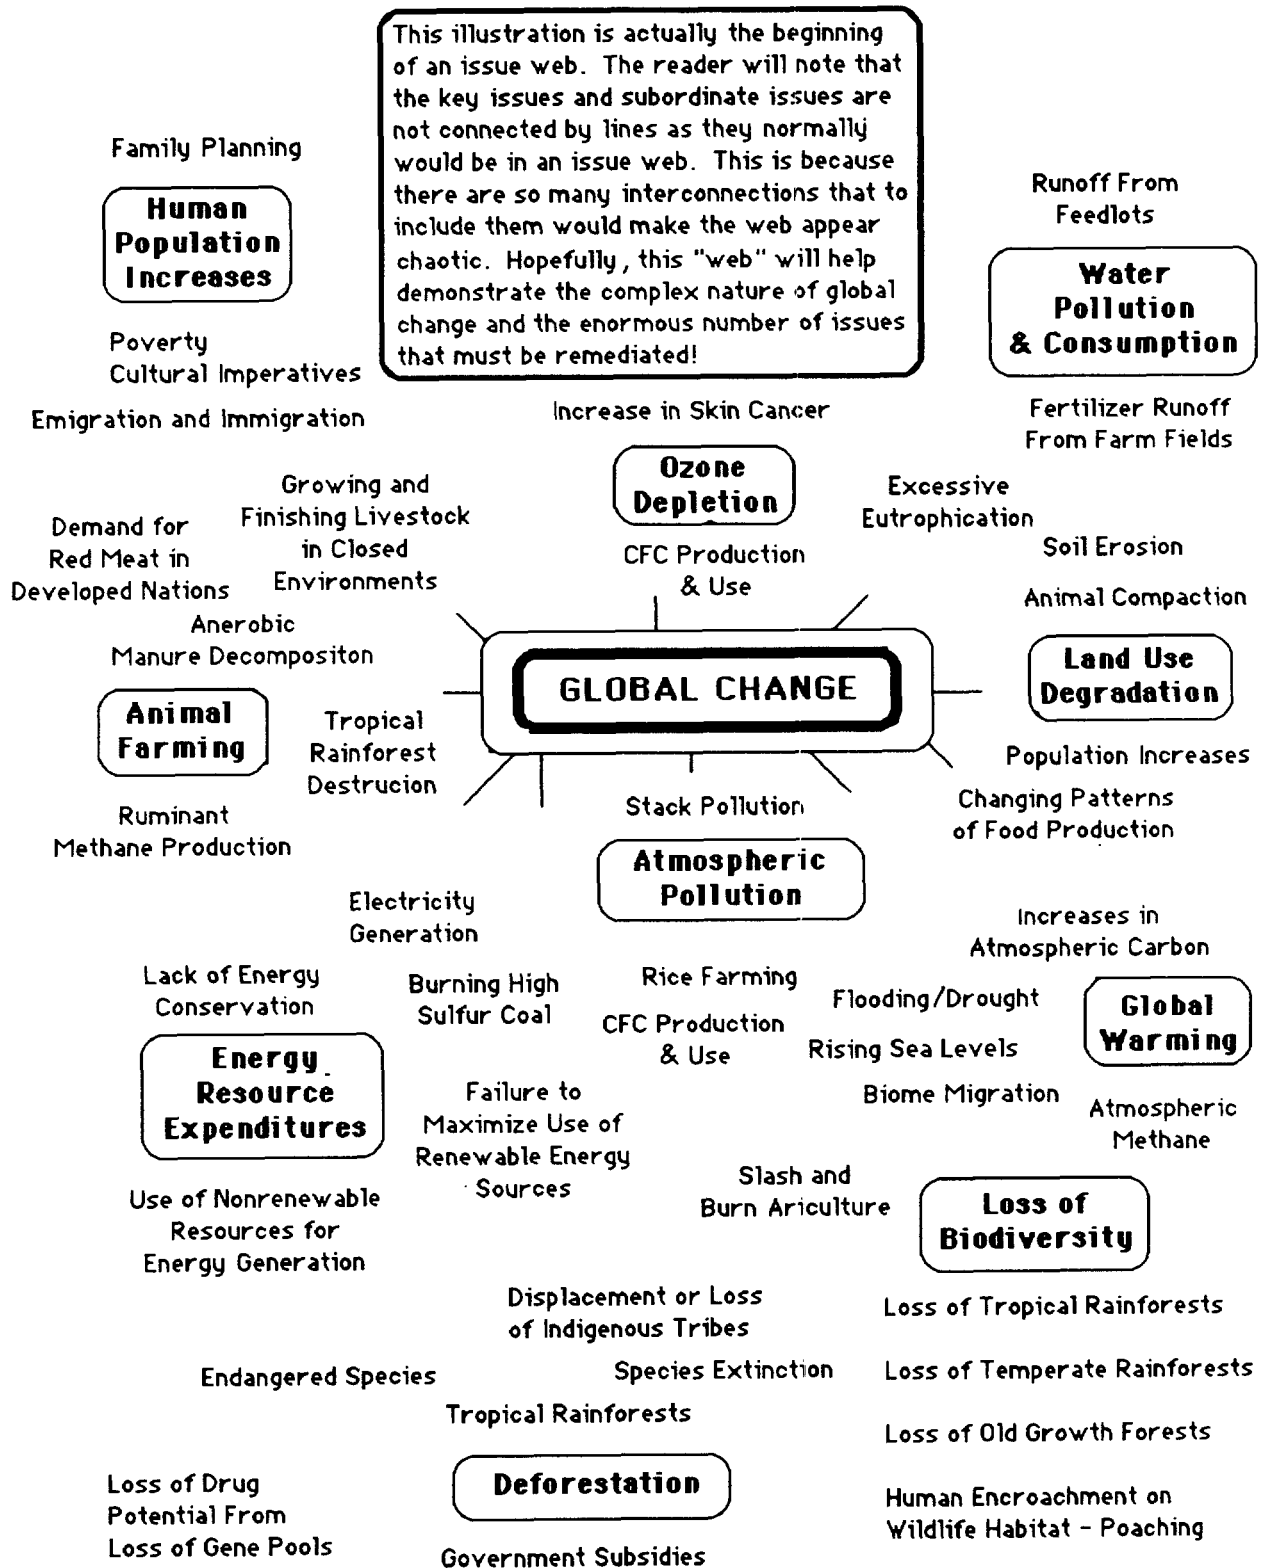 This illustration is actually the beginning
of an issue web. The reader will note that
the key issues and subordinate issues are
not connected by lines as they normally
would be in an issue web. This is because
there are so many interconnections that to
include them would make the web appear
chaotic. Hopefully, this "web" will help
demonstrate the complex nature of global
change and the enormous number of issues
that must be remediated!
Family Planning
Human
Population
Increases
Poverty
Cultural Imperatives
Emigration and Immigration
Runoff From
Feedlots
Water
Pollution
& Consumption
Fertilizer Runoff
From Farm Fields
Increase in Skin Cancer
Ozone
Depletion
CFC Production
& Use
Excessive
Eutrophication
Growing and
Finishing Livestock
in Closed
Environments
Demand for
Red Meat in
Developed Nations
Anerobic
Manure Decompositon
Animal
Farming
Tropical
Rainforest
Destrucion
Ruminant
Methane Production
GLOBAL CHANGE
Soil Erosion
Animal Compaction
Land Use
Degradation
Population Increases
Changing Patterns
of Food Production
Stack Pollution
Atmospheric
Pollution
Rice Farming
CFC Production
& Use
Electricity
Generation
Lack of Energy
Conservation
Burning High
Sulfur Coal
Energy
Resource
Expenditures
Failure to
Maximize Use of
Renewable Energy
Sources
Use of Nonrenewable
Resources for
Energy Generation
Increases in
Atmospheric Carbon
Flooding/Drought
Global
Warming
Rising Sea Levels
Biome Migration
Atmospheric
Methane
Slash and
Burn Ariculture
Loss of
Biodiversity
Loss of Tropical Rainforests
Loss of Temperate Rainforests
Loss of Old Growth Forests
Human Encroachment on
Wildlife Habitat - Poaching
Displacement or Loss
of Indigenous Tribes
Species Extinction
Endangered Species
Tropical Rainforests
Deforestation
Government Subsidies
Loss of Drug
Potential From
Loss of Gene Pools